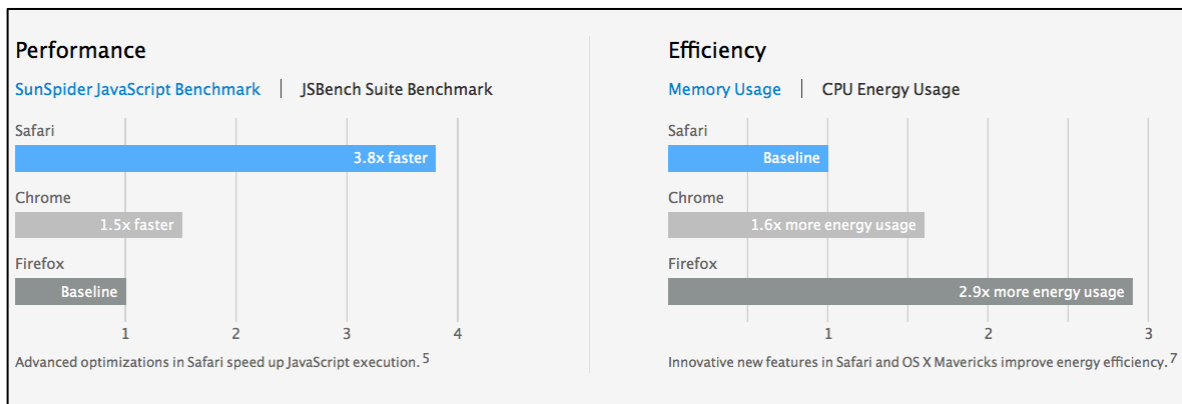 Performance
SunSpider JavaScript Benchmark | JSBench Suite Benchmark
Safari
3.8x faster
Chrome
1.5x faster
Firefox
Baseline
1 2 3 4
Advanced optimizations in Safari speed up JavaScript execution. 5
Efficiency
Memory Usage | CPU Energy Usage
Safari
Baseline
Chrome
1.6x more energy usage
Firefox
2.9x more energy usage
1 2 3
Innovative new features in Safari and OS X Mavericks improve energy efficiency. 7